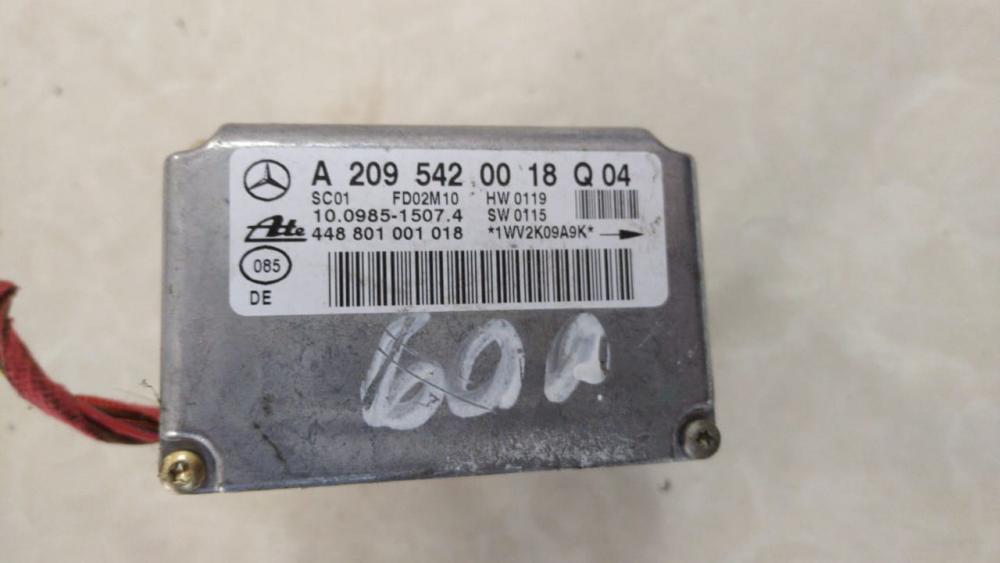 A 209 542 00 18 Q 04
SC01 FD02M10 HW 0119
10.0985-1507.4 SW 0115
Ate 448 801 001 018 *1WV2K09A9K*
085
DE